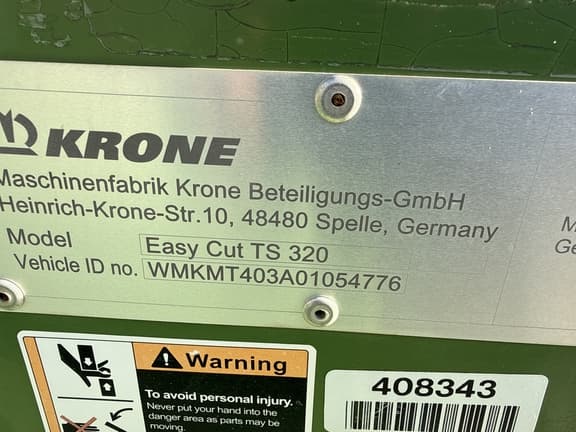 KRONE
Maschinenfabrik Krone Beteiligungs-GmbH
Heinrich-Krone-Str.10, 48480 Spelle, Germany
Model Easy Cut TS 320
Vehicle ID no. WMKMT403A01054776
Warning
To avoid personal injury.
Never put your hand into the
danger area as parts may be
moving.
408343